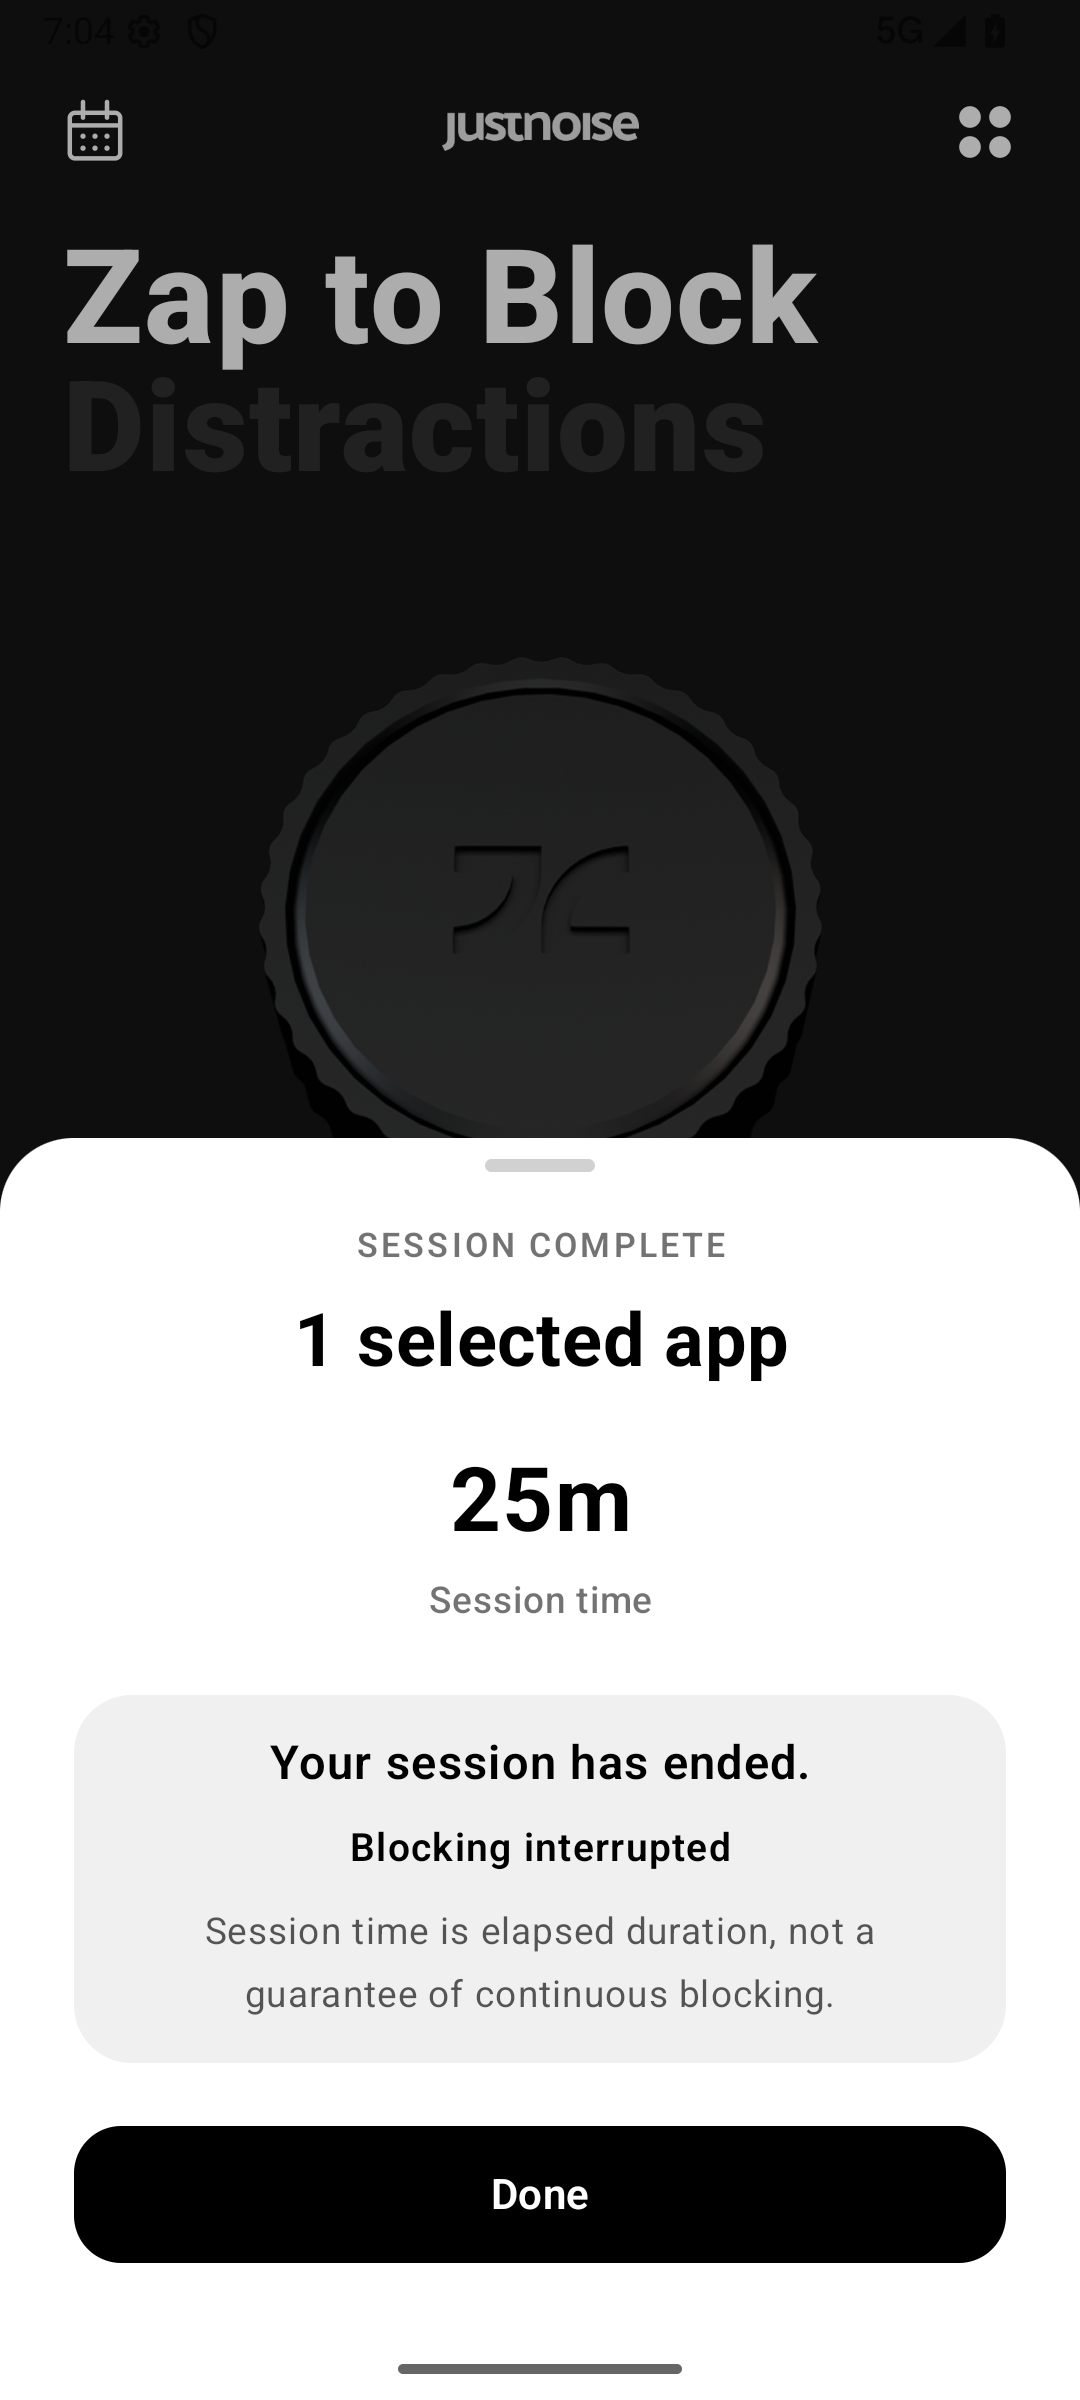 7:04
5G
justnoise
Zap to Block
Distractions
SESSION COMPLETE
1 selected app
25m
Session time
Your session has ended.
Blocking interrupted
Session time is elapsed duration, not a
guarantee of continuous blocking.
Done